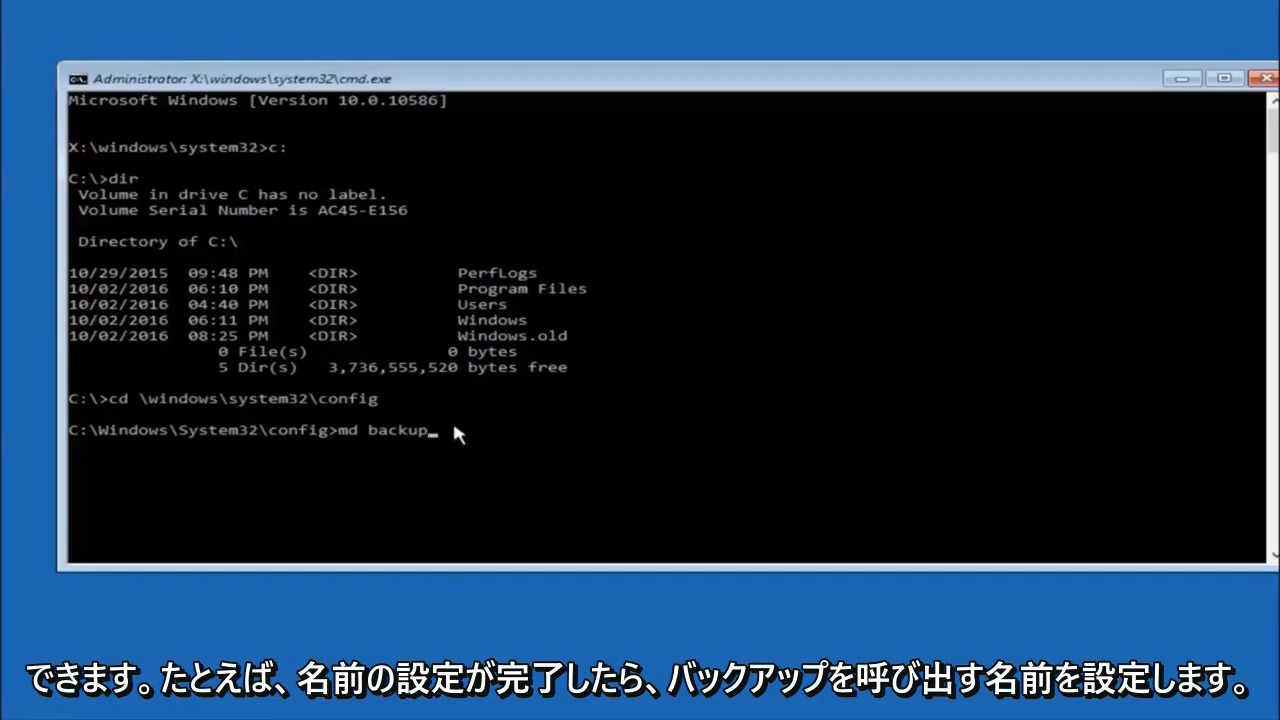 Administrator: X:\windows\system32\cmd.exe
Microsoft Windows [Version 10.0.10586]
X:\windows\system32>c:
C:\>dir
Volume in drive C has no label.
Volume Serial Number is AC45-E156
Directory of C:\
10/29/2015 09:48 PM <DIR> PerfLogs
10/02/2016 06:10 PM <DIR> Program Files
10/02/2016 04:40 PM <DIR> Users
10/02/2016 06:11 PM <DIR> Windows
10/02/2016 08:25 PM <DIR> Windows.old
0 File(s) 0 bytes
5 Dir(s) 3,736,555,520 bytes free
C:\>cd \windows\system32\config
C:\Windows\System32\config>md backup_
できます。たとえば、名前の設定が完了したら、バックアップを呼び出す名前を設定します。